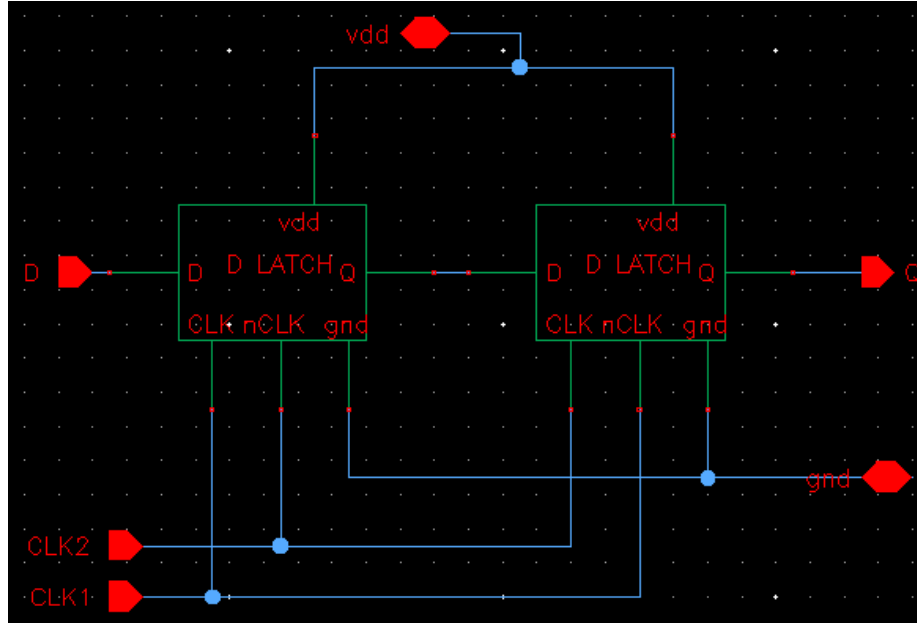 vdd
vdd vdd
D D D LATCH Q D D LATCH Q Q
CLK nCLK gnd CLK nCLK gnd
gnd
CLK2
CLK1